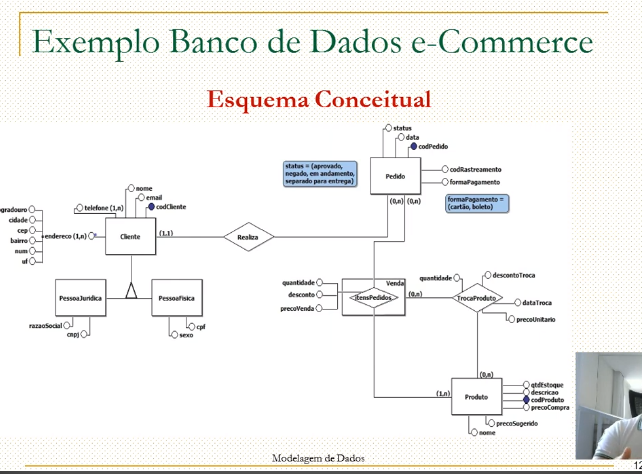 Exemplo Banco de Dados e-Commerce
Esquema Conceitual
status
data
codPedido
status = (aprovado,
negado, em andamento,
separado para entrega)
Pedido
codRastreamento
formaPagamento
(0,n) (0,n)
formaPagamento =
(cartão, boleto)
nome
email
codCliente
telefone (1,n)
cidade
cep
bairro
num
uf
endereco (1,n)
Cliente
(1,1)
Realiza
PessoaJuridica
PessoaFisica
razaoSocial
cnpj
cpf
sexo
quantidade
desconto
precoVenda
Venda
ItensPedidos
(0,n)
quantidade
descontoTroca
TrocaProduto
dataTroca
precoUnitario
(0,n)
(1,n)
Produto
qtdEstoque
descricao
codProduto
precoCompra
precoSugerido
nome
Modelagem de Dados